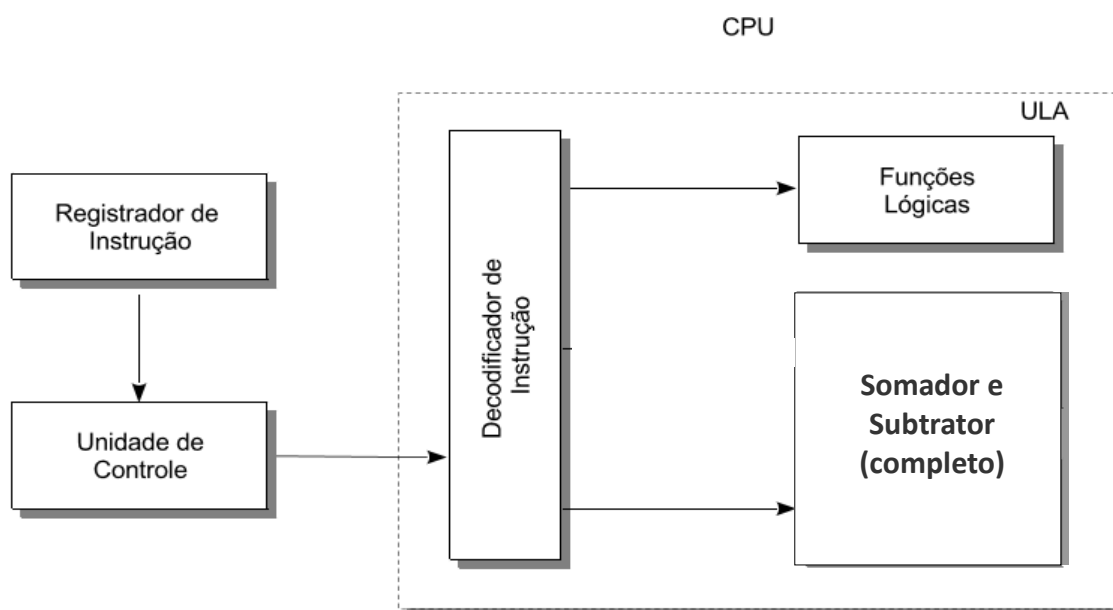 CPU
ULA
Registrador de
Instrução
Unidade de
Controle
Decodificador de
Instrução
Funções
Lógicas
Somador e
Subtrator
(completo)